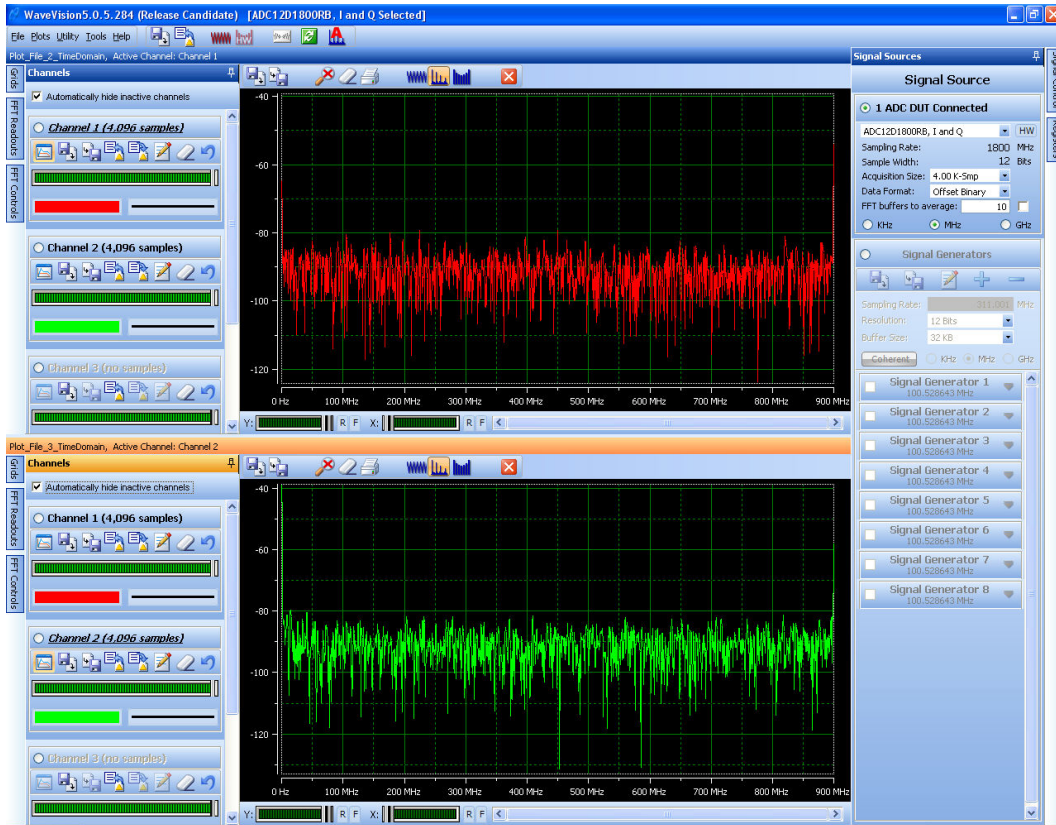 WaveVision5.0.5.284 (Release Candidate) [ADC12D1800RB, I and Q Selected]
File Plots Utility Tools Help
Plot_File_2_TimeDomain, Active Channel: Channel 1
Grids
FFT Readouts
FFT Controls
Channels
Automatically hide inactive channels
Channel 1 (4,096 samples)
Channel 2 (4,096 samples)
Channel 3 (no samples)
-40
-60
-80
-100
-120
0 Hz 100 MHz 200 MHz 300 MHz 400 MHz 500 MHz 600 MHz 700 MHz 800 MHz 900 MHz
Y: R F X: R F
Plot_File_3_TimeDomain, Active Channel: Channel 2
Grids
FFT Readouts
FFT Controls
Channels
Automatically hide inactive channels
Channel 1 (4,096 samples)
Channel 2 (4,096 samples)
Channel 3 (no samples)
-40
-60
-80
-100
-120
0 Hz 100 MHz 200 MHz 300 MHz 400 MHz 500 MHz 600 MHz 700 MHz 800 MHz 900 MHz
Y: R F X: R F
Signal Sources
Signal Source
1 ADC DUT Connected
ADC12D1800RB, I and Q HW
Sampling Rate: 1800 MHz
Sample Width: 12 Bits
Acquisition Size: 4.00 K-Smp
Data Format: Offset Binary
FFT buffers to average: 10
KHz MHz GHz
Signal Generators
Sampling Rate: MHz
Resolution: 12 Bits
Buffer Size: 32 KB
Coherent KHz MHz GHz
Signal Generator 1
100.528643 MHz
Signal Generator 2
100.528643 MHz
Signal Generator 3
100.528643 MHz
Signal Generator 4
100.528643 MHz
Signal Generator 5
100.528643 MHz
Signal Generator 6
100.528643 MHz
Signal Generator 7
100.528643 MHz
Signal Generator 8
100.528643 MHz
Registers